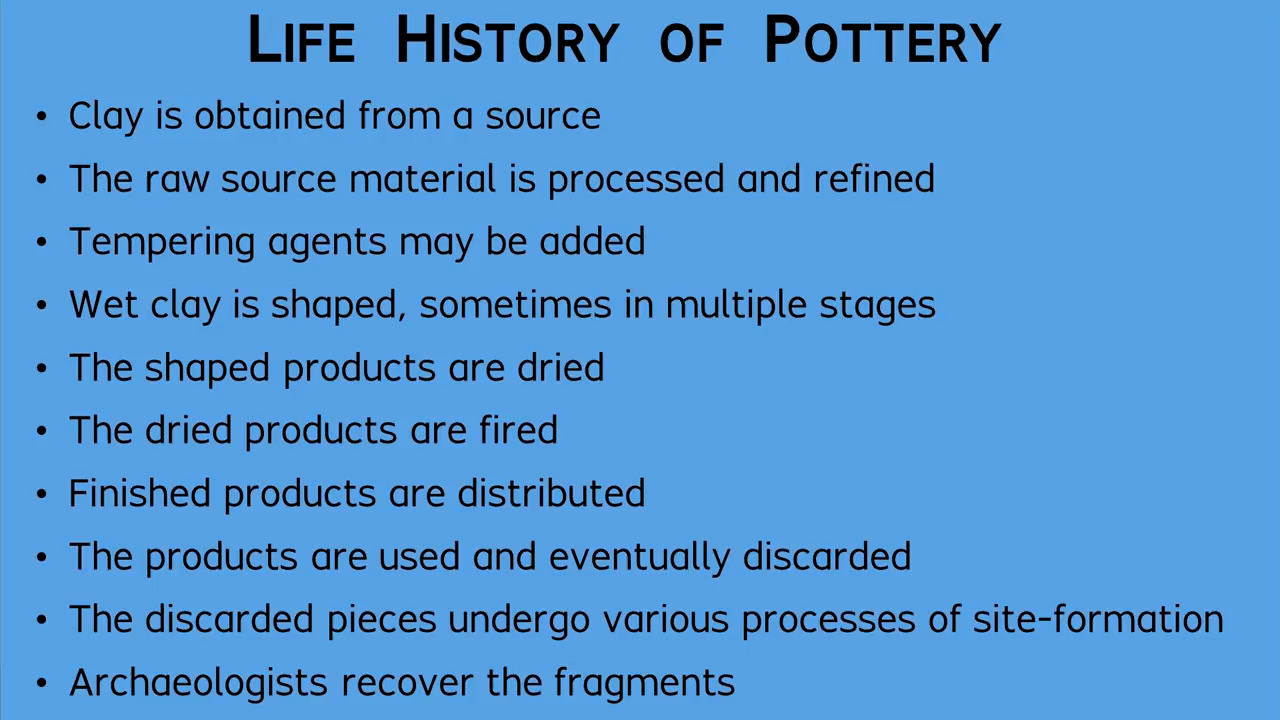 Life History of Pottery
• Clay is obtained from a source
• The raw source material is processed and refined
• Tempering agents may be added
• Wet clay is shaped, sometimes in multiple stages
• The shaped products are dried
• The dried products are fired
• Finished products are distributed
• The products are used and eventually discarded
• The discarded pieces undergo various processes of site-formation
• Archaeologists recover the fragments